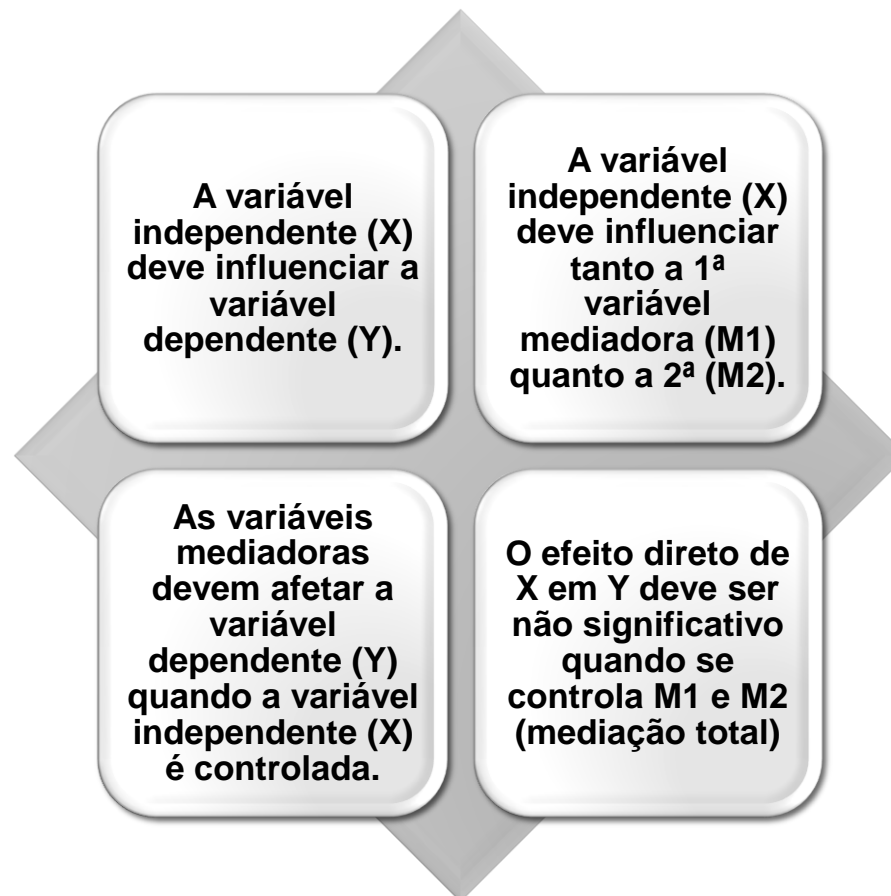 A variável
independente (X)
deve influenciar a
variável
dependente (Y).
A variável
independente (X)
deve influenciar
tanto a 1ª
variável
mediadora (M1)
quanto a 2ª (M2).
As variáveis
mediadoras
devem afetar a
variável
dependente (Y)
quando a variável
independente (X)
é controlada.
O efeito direto de
X em Y deve ser
não significativo
quando se
controla M1 e M2
(mediação total)